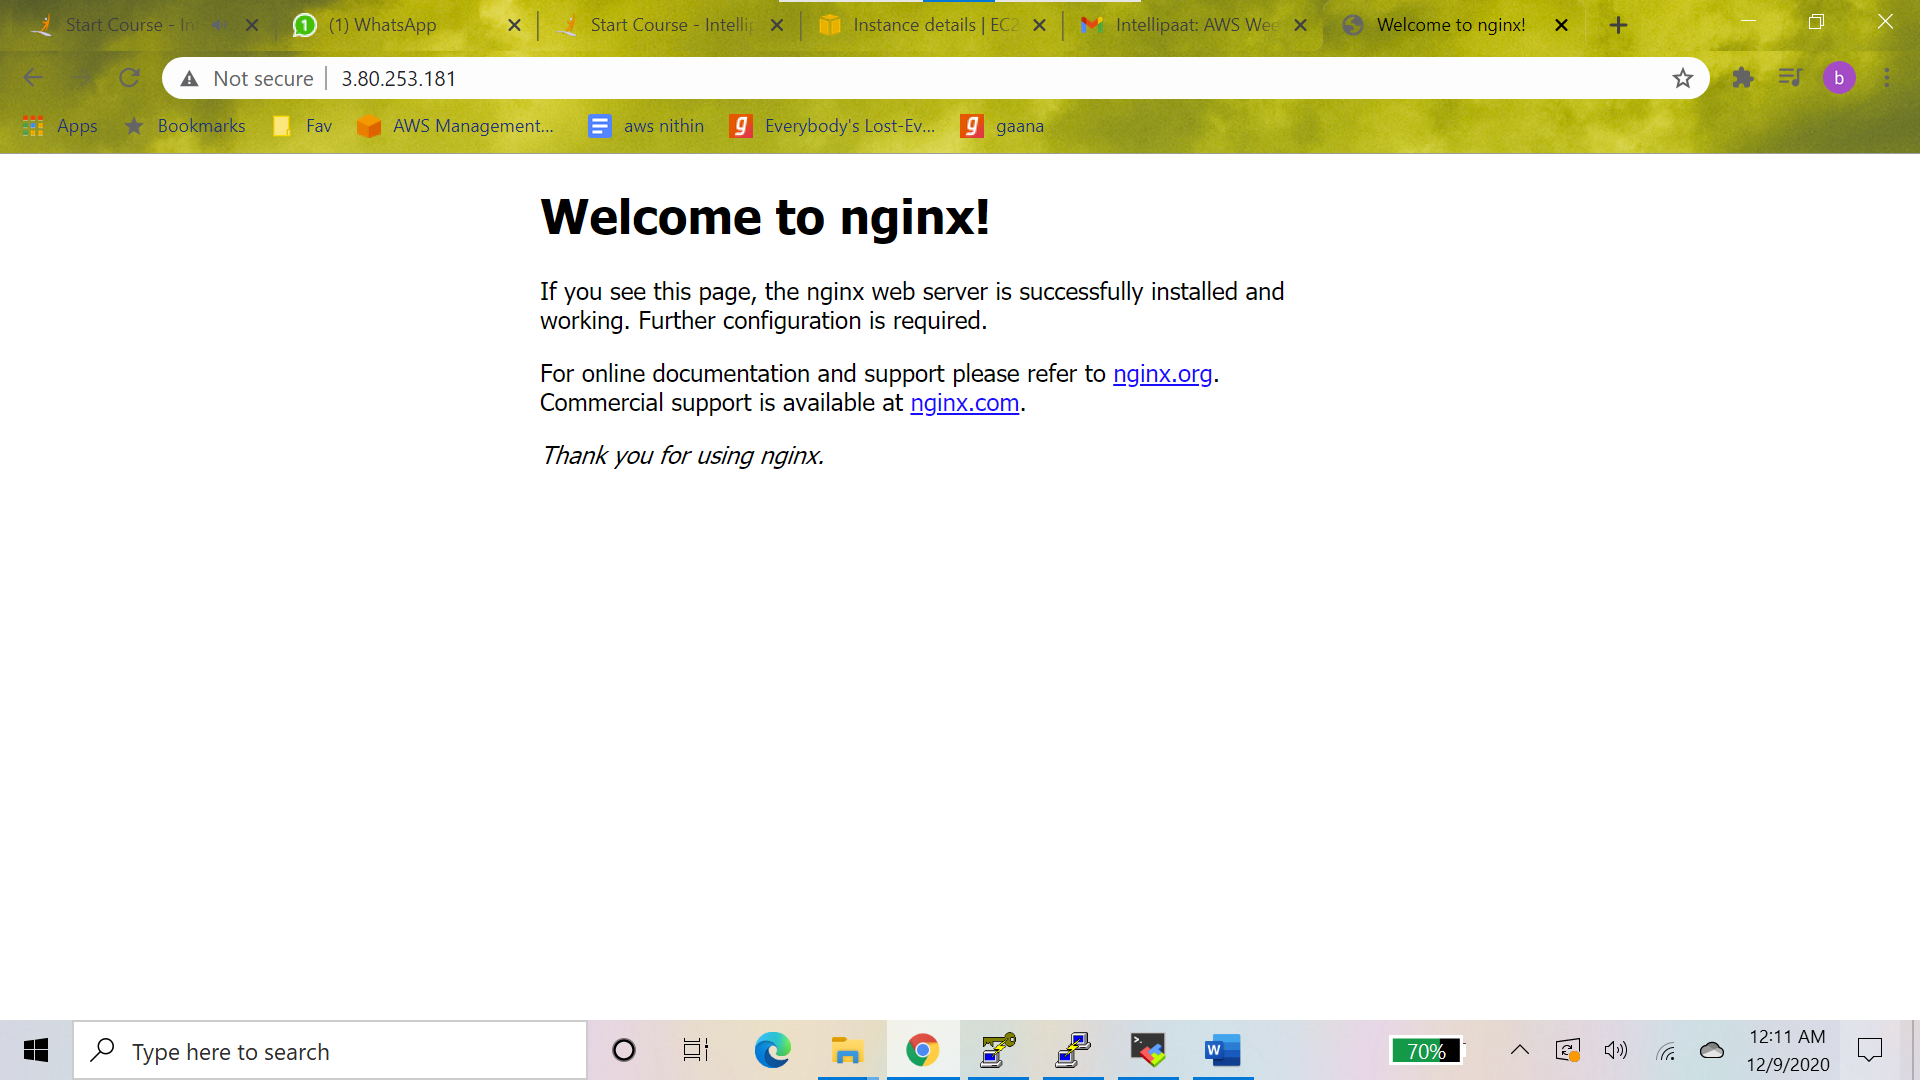 Start Course - In
(1) WhatsApp
Start Course - Intellip
Instance details | EC2
Intellipaat: AWS Wee
Welcome to nginx!
Not secure
3.80.253.181
b
Apps
Bookmarks
Fav
AWS Management...
aws nithin
Everybody's Lost-Ev...
gaana
Welcome to nginx!
If you see this page, the nginx web server is successfully installed and
working. Further configuration is required.
For online documentation and support please refer to nginx.org.
Commercial support is available at nginx.com.
Thank you for using nginx.
Type here to search
W
70%
12:11 AM
12/9/2020